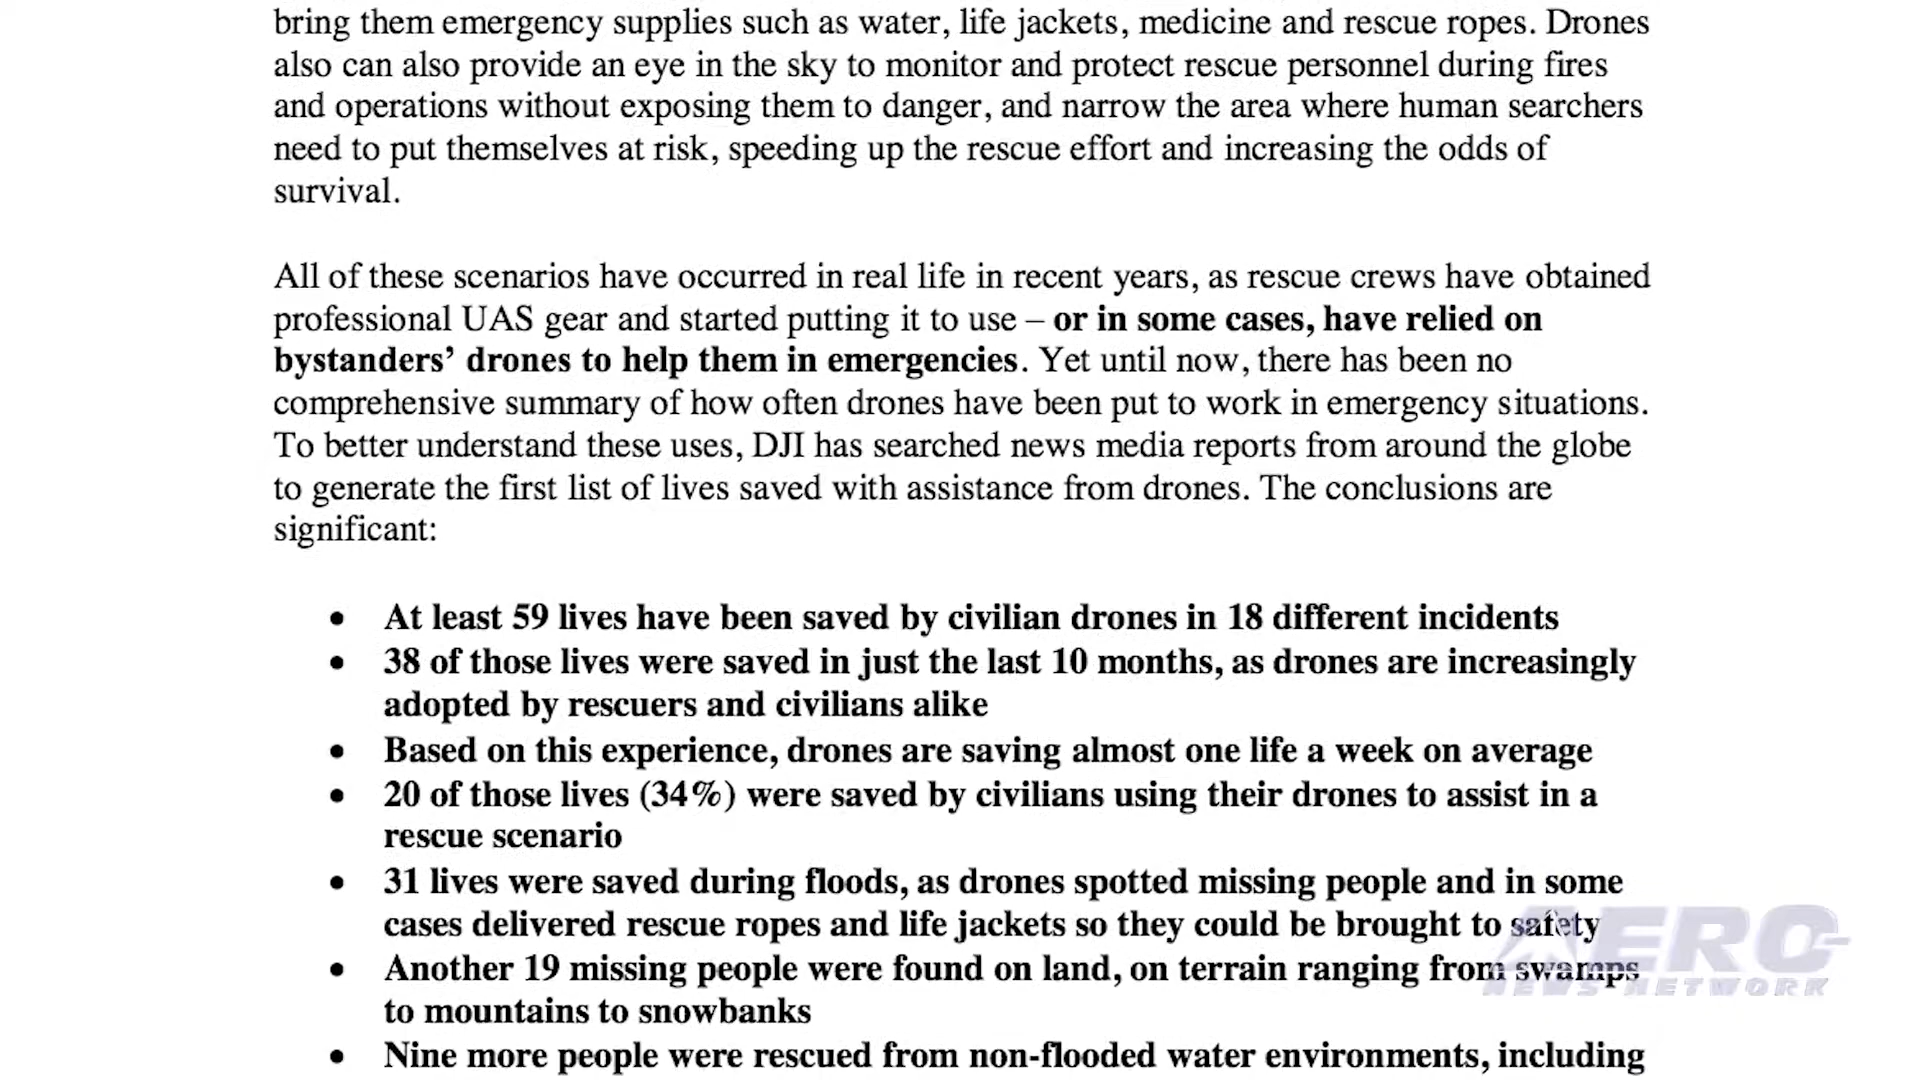 bring them emergency supplies such as water, life jackets, medicine and rescue ropes. Drones
also can also provide an eye in the sky to monitor and protect rescue personnel during fires
and operations without exposing them to danger, and narrow the area where human searchers
need to put themselves at risk, speeding up the rescue effort and increasing the odds of
survival.
All of these scenarios have occurred in real life in recent years, as rescue crews have obtained
professional UAS gear and started putting it to use – or in some cases, have relied on
bystanders’ drones to help them in emergencies. Yet until now, there has been no
comprehensive summary of how often drones have been put to work in emergency situations.
To better understand these uses, DJI has searched news media reports from around the globe
to generate the first list of lives saved with assistance from drones. The conclusions are
significant:
• At least 59 lives have been saved by civilian drones in 18 different incidents
• 38 of those lives were saved in just the last 10 months, as drones are increasingly
adopted by rescuers and civilians alike
• Based on this experience, drones are saving almost one life a week on average
• 20 of those lives (34%) were saved by civilians using their drones to assist in a
rescue scenario
• 31 lives were saved during floods, as drones spotted missing people and in some
cases delivered rescue ropes and life jackets so they could be brought to safety
• Another 19 missing people were found on land, on terrain ranging from swamps
to mountains to snowbanks
• Nine more people were rescued from non-flooded water environments, including
AERO
NEWS NETWORK